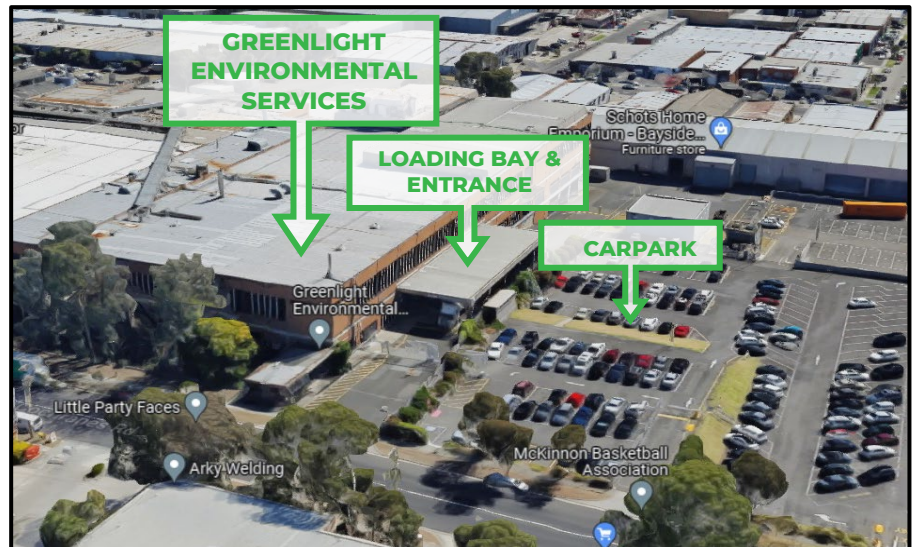 GREENLIGHT
ENVIRONMENTAL
SERVICES
Schots Home
Emporium - Bayside...
Furniture store
LOADING BAY &
ENTRANCE
CARPARK
Greenlight
Environmental...
Little Party Faces
Arky Welding
McKinnon Basketball
Association
or